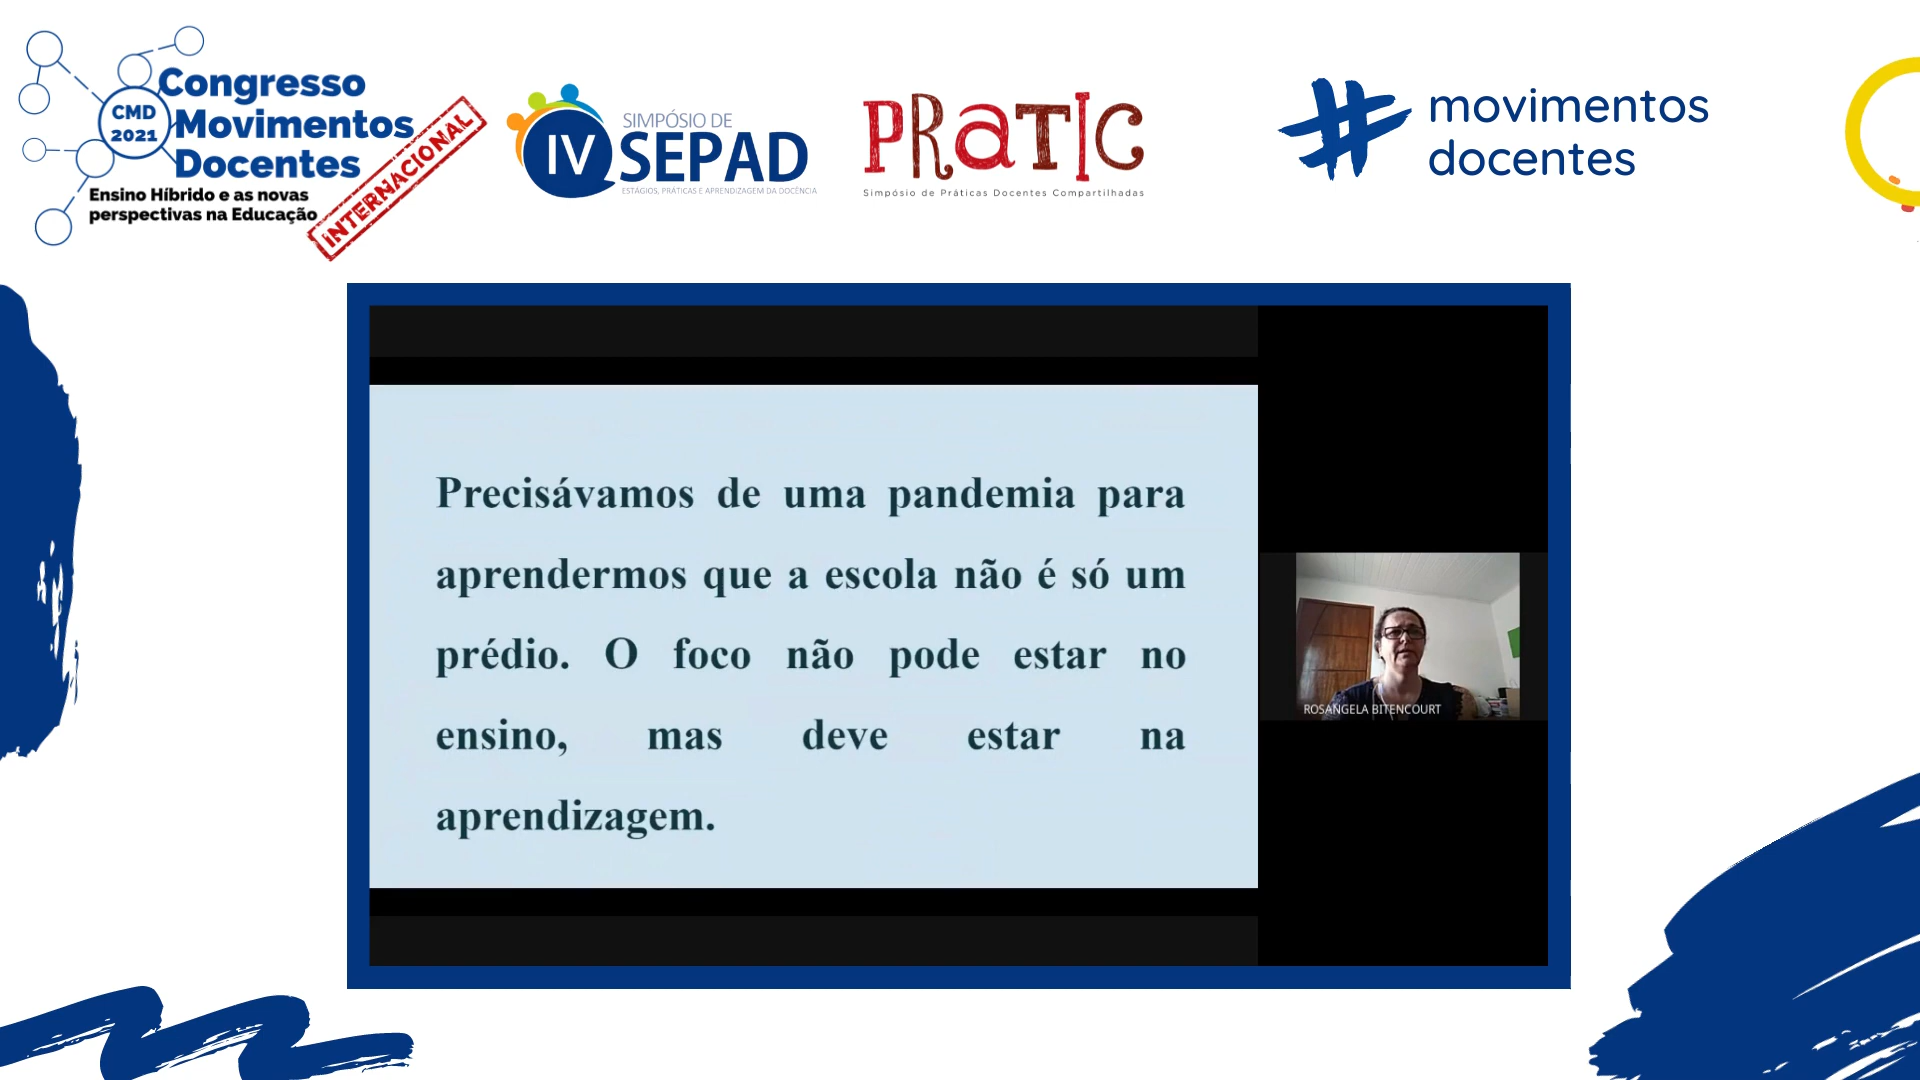 CMD
2021
Congresso
Movimentos
Docentes
Ensino Híbrido e as novas
perspectivas na Educação
INTERNACIONAL
IV
SIMPÓSIO DE
SEPAD
ESTÁGIOS, PRÁTICAS E APRENDIZAGEM DA DOCÊNCIA
PRATIC
Simpósio de Práticas Docentes Compartilhadas
# movimentos
docentes
Precisávamos de uma pandemia para
aprendermos que a escola não é só um
prédio. O foco não pode estar no
ensino, mas deve estar na
aprendizagem.
ROSANGELA BITENCOURT